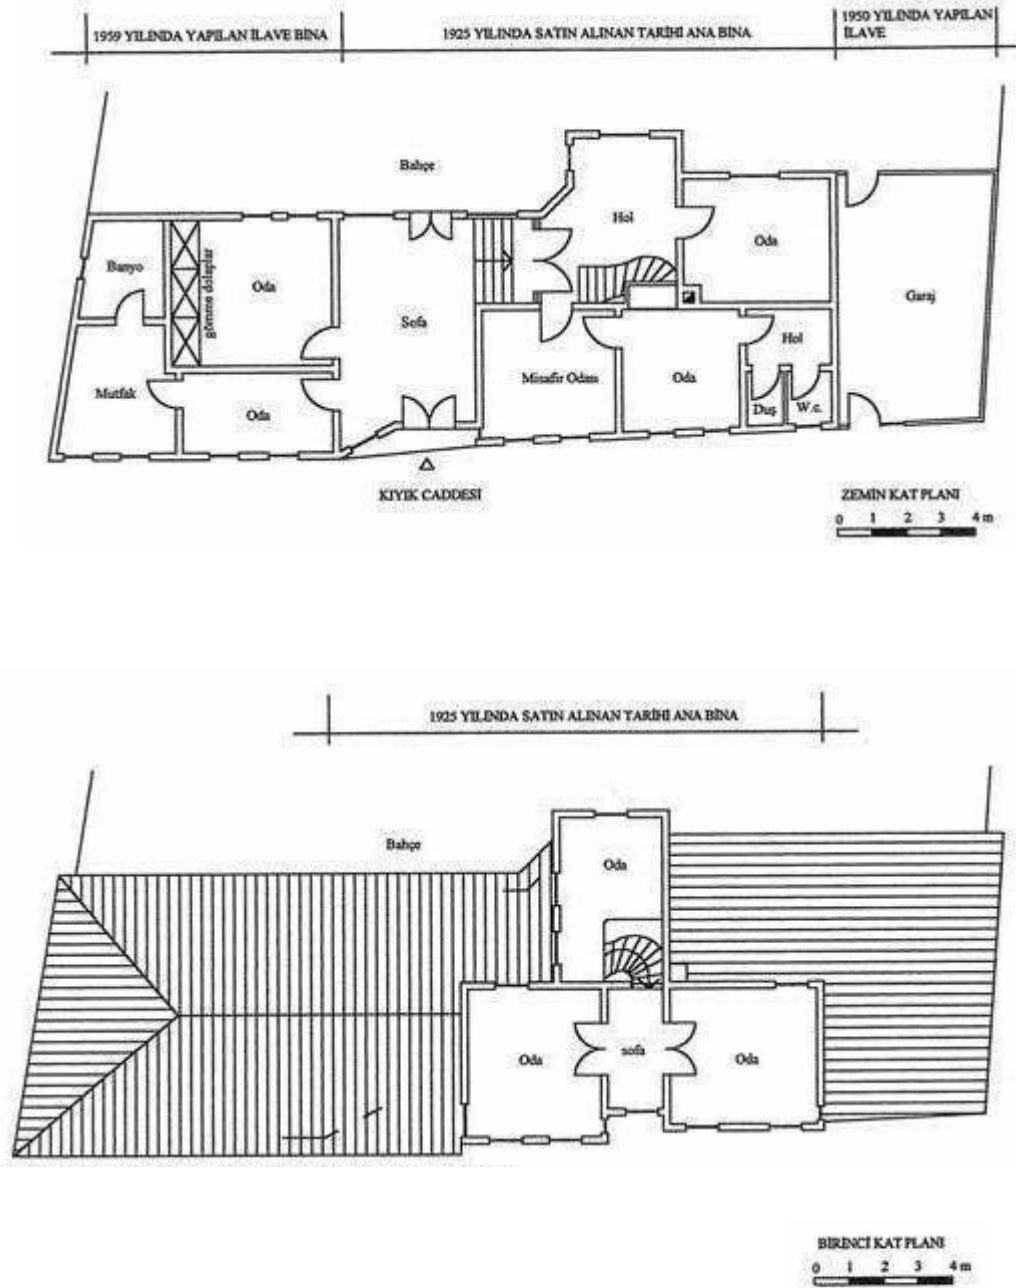 1959 YILINDA YAPILAN İLAVE BİNA
1925 YILINDA SATIN ALINAN TARİHİ ANA BİNA
1950 YILINDA YAPILAN
İLAVE
Bahçe
Hol
Oda
Banyo
gömme dolaplar
Oda
Sofa
Garaj
Hol
Mutfak
Oda
Misafir Odası
Oda
Duş
W.c.
KIYIK CADDESİ
ZEMİN KAT PLANI
0 1 2 3 4 m
1925 YILINDA SATIN ALINAN TARİHİ ANA BİNA
Bahçe
Oda
Oda
sofa
Oda
BİRİNCİ KAT PLANI
0 1 2 3 4 m